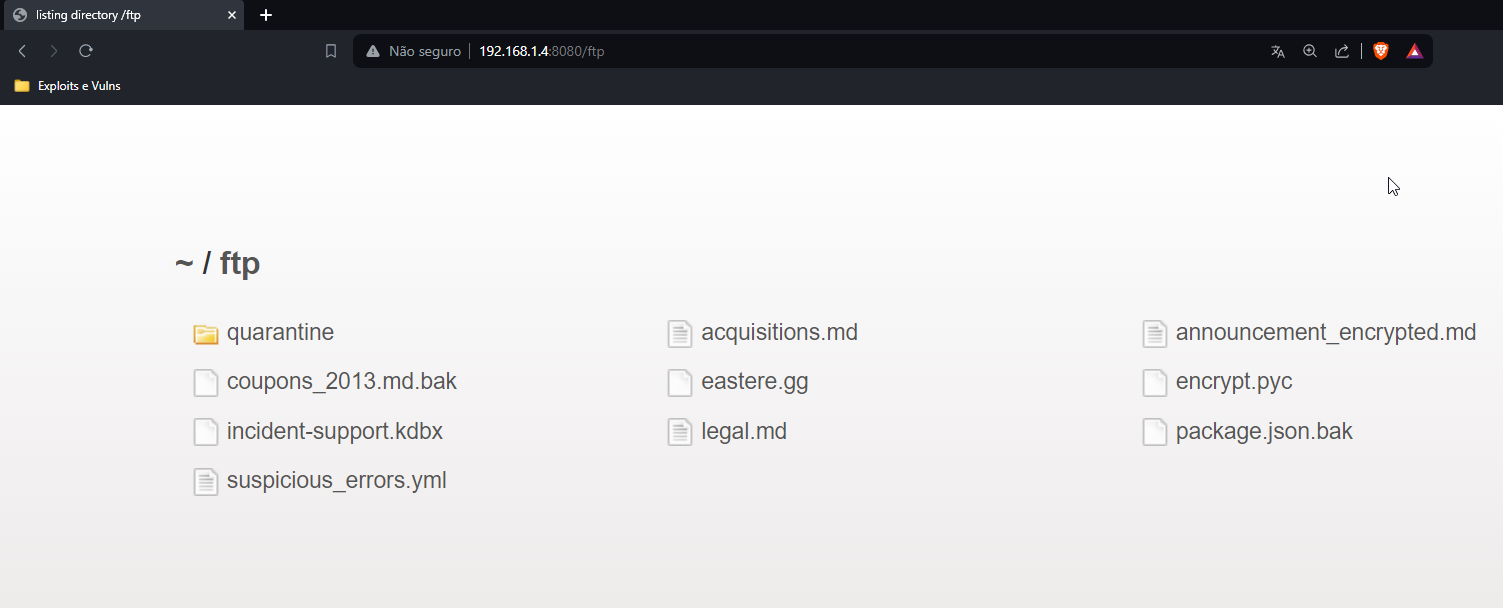 listing directory /ftp
Não seguro 192.168.1.4:8080/ftp
Exploits e Vulns
~ / ftp
quarantine acquisitions.md announcement_encrypted.md
coupons_2013.md.bak eastere.gg encrypt.pyc
incident-support.kdbx legal.md package.json.bak
suspicious_errors.yml